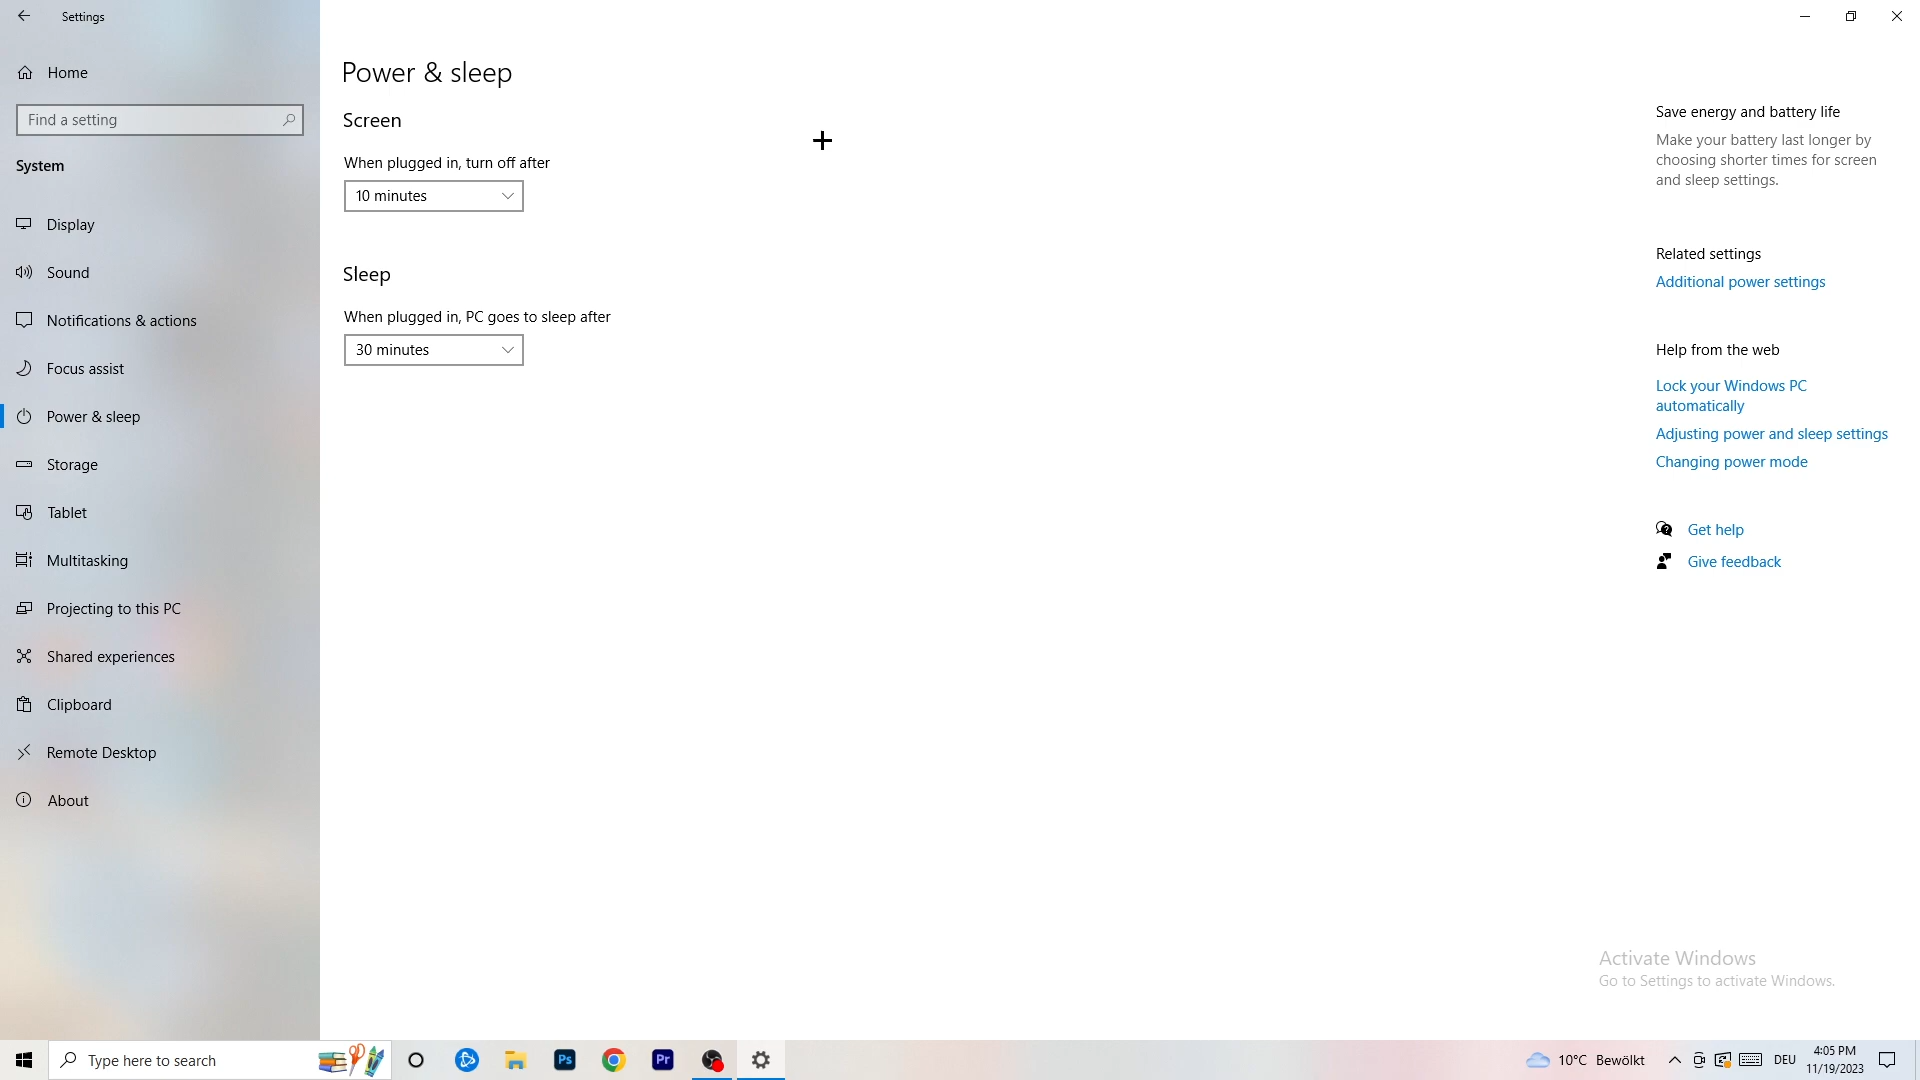 Settings
Home
Find a setting
System
Display
Sound
Notifications & actions
Focus assist
Power & sleep
Storage
Tablet
Multitasking
Projecting to this PC
Shared experiences
Clipboard
Remote Desktop
About
Power & sleep
Screen
When plugged in, turn off after
10 minutes
Sleep
When plugged in, PC goes to sleep after
30 minutes
Save energy and battery life
Make your battery last longer by
choosing shorter times for screen
and sleep settings.
Related settings
Additional power settings
Help from the web
Lock your Windows PC
automatically
Adjusting power and sleep settings
Changing power mode
Get help
Give feedback
Activate Windows
Go to Settings to activate Windows.
Type here to search
Ps
Pr
10°C Bewölkt
DEU
4:05 PM
11/19/2023